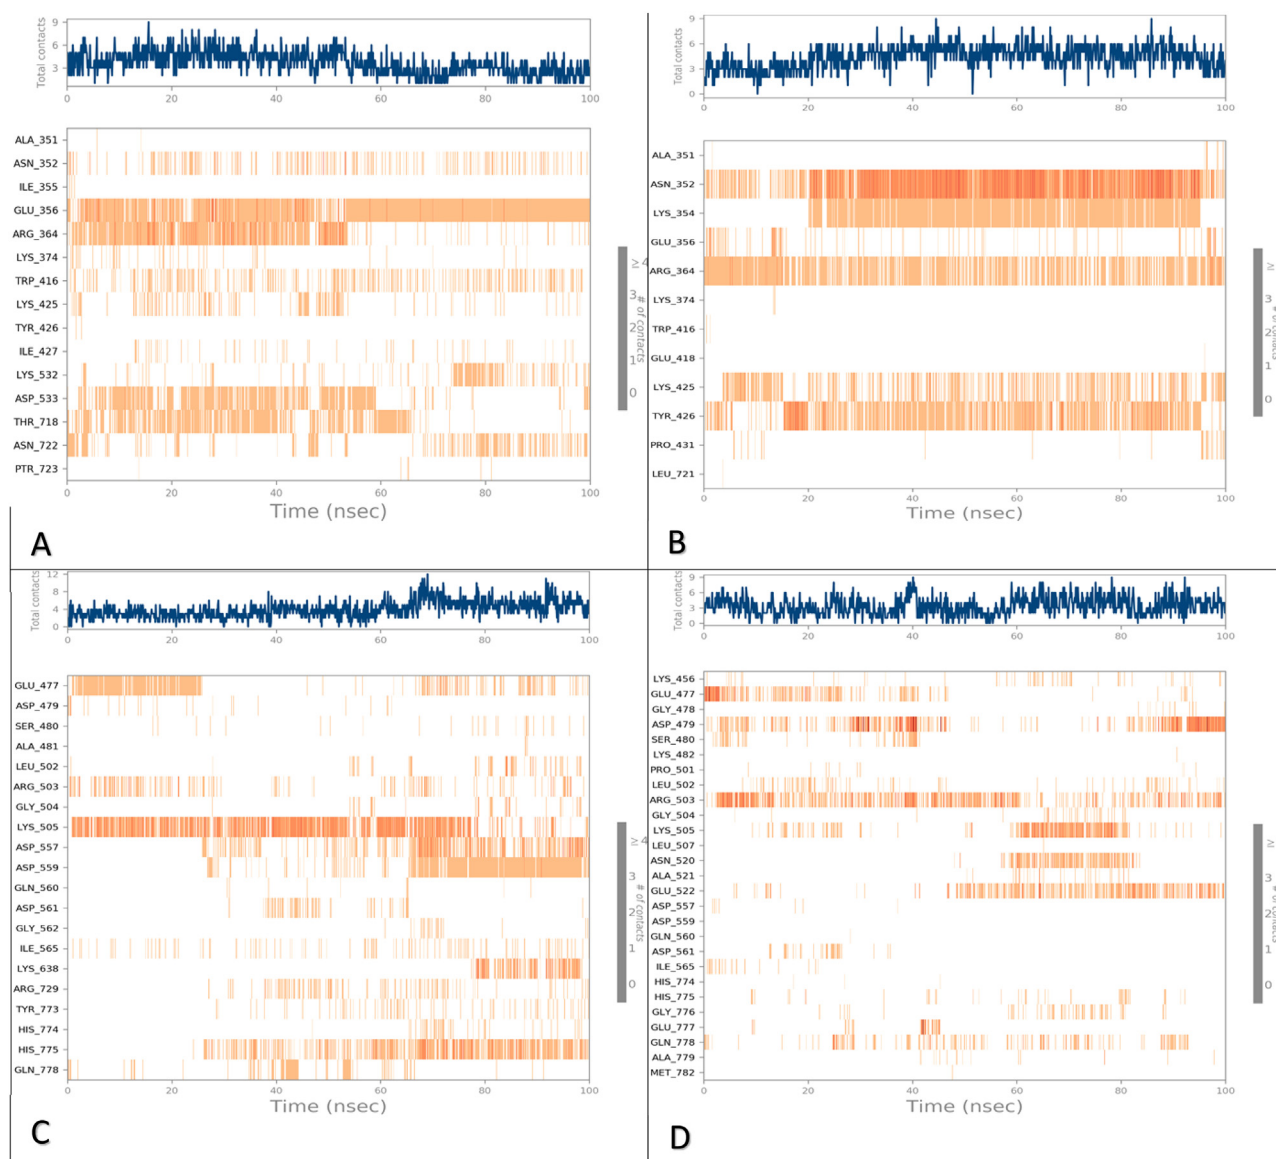 Total contacts
9
6
3
0 20 40 60 80 100
ALA_351
ASN_352
ILE_355
GLU_356
ARG_364
LYS_374
TRP_416
LYS_425
TYR_426
ILE_427
LYS_532
ASP_533
THR_718
ASN_722
PTR_723
0 20 40 60 80 100
Time (nsec)
≥4
3
2
1
0
# of contacts
A
Total contacts
9
6
3
0
0 20 40 60 80 100
ALA_351
ASN_352
LYS_354
GLU_356
ARG_364
LYS_374
TRP_416
GLU_418
LYS_425
TYR_426
PRO_431
LEU_721
0 20 40 60 80 100
Time (nsec)
≥
3
1
0
B
Total contacts
12
8
4
0
0 20 40 60 80 100
GLU_477
ASP_479
SER_480
ALA_481
LEU_502
ARG_503
GLY_504
LYS_505
ASP_557
ASP_559
GLN_560
ASP_561
GLY_562
ILE_565
LYS_638
ARG_729
TYR_773
HIS_774
HIS_775
GLN_778
0 20 40 60 80 100
Time (nsec)
≥4
3
2
1
0
# of contacts
C
Total contacts
9
6
3
0
0 20 40 60 80 100
LYS_456
GLU_477
GLY_478
ASP_479
SER_480
LYS_482
PRO_501
LEU_502
ARG_503
GLY_504
LYS_505
LEU_507
ASN_520
ALA_521
GLU_522
ASP_557
ASP_559
GLN_560
ASP_561
ILE_565
HIS_774
HIS_775
GLY_776
GLU_777
GLN_778
ALA_779
MET_782
0 20 40 60 80 100
Time (nsec)
≥
3
2
1
0
D